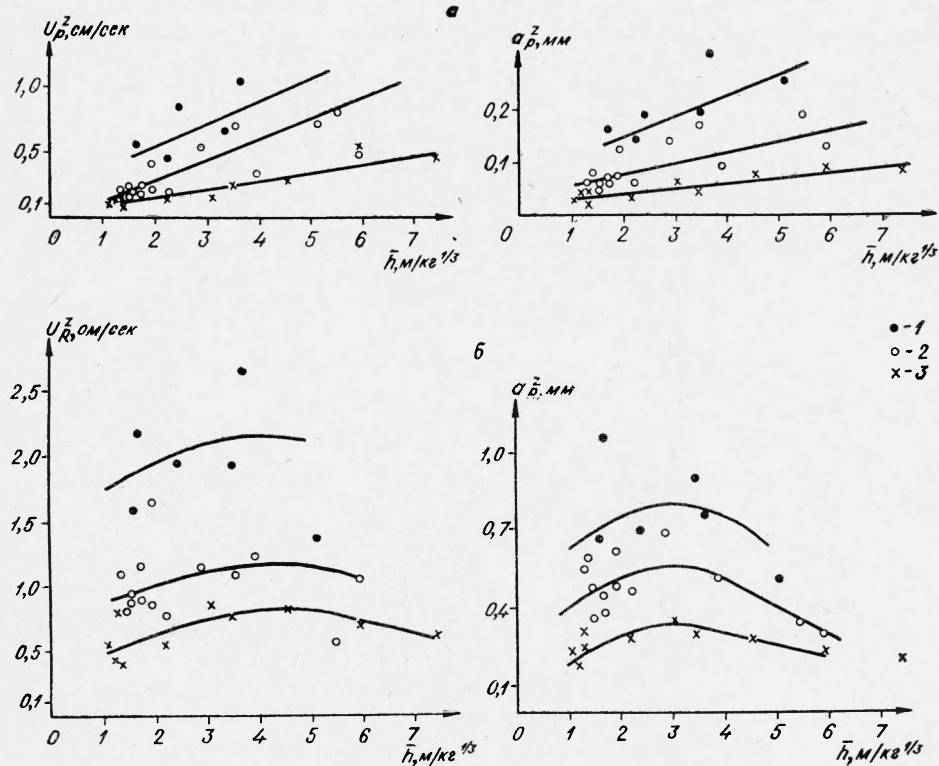 а
U_p^z, см/сек
1,0
0,5
0,1
0 1 2 3 4 5 6 7
h̄, м/кг^1/3
a_p^z, мм
0,2
0,1
0 1 2 3 4 5 6 7
h̄, м/кг^1/3
б
U_R^z, ом/сек
2,5
2,0
1,5
1,0
0,5
0,1
0 1 2 3 4 5 6 7
h̄, м/кг^1/3
a_p^z, мм
1,0
0,7
0,4
0,1
0 1 2 3 4 5 6 7
h̄, м/кг^1/3
● - 1
○ - 2
× - 3